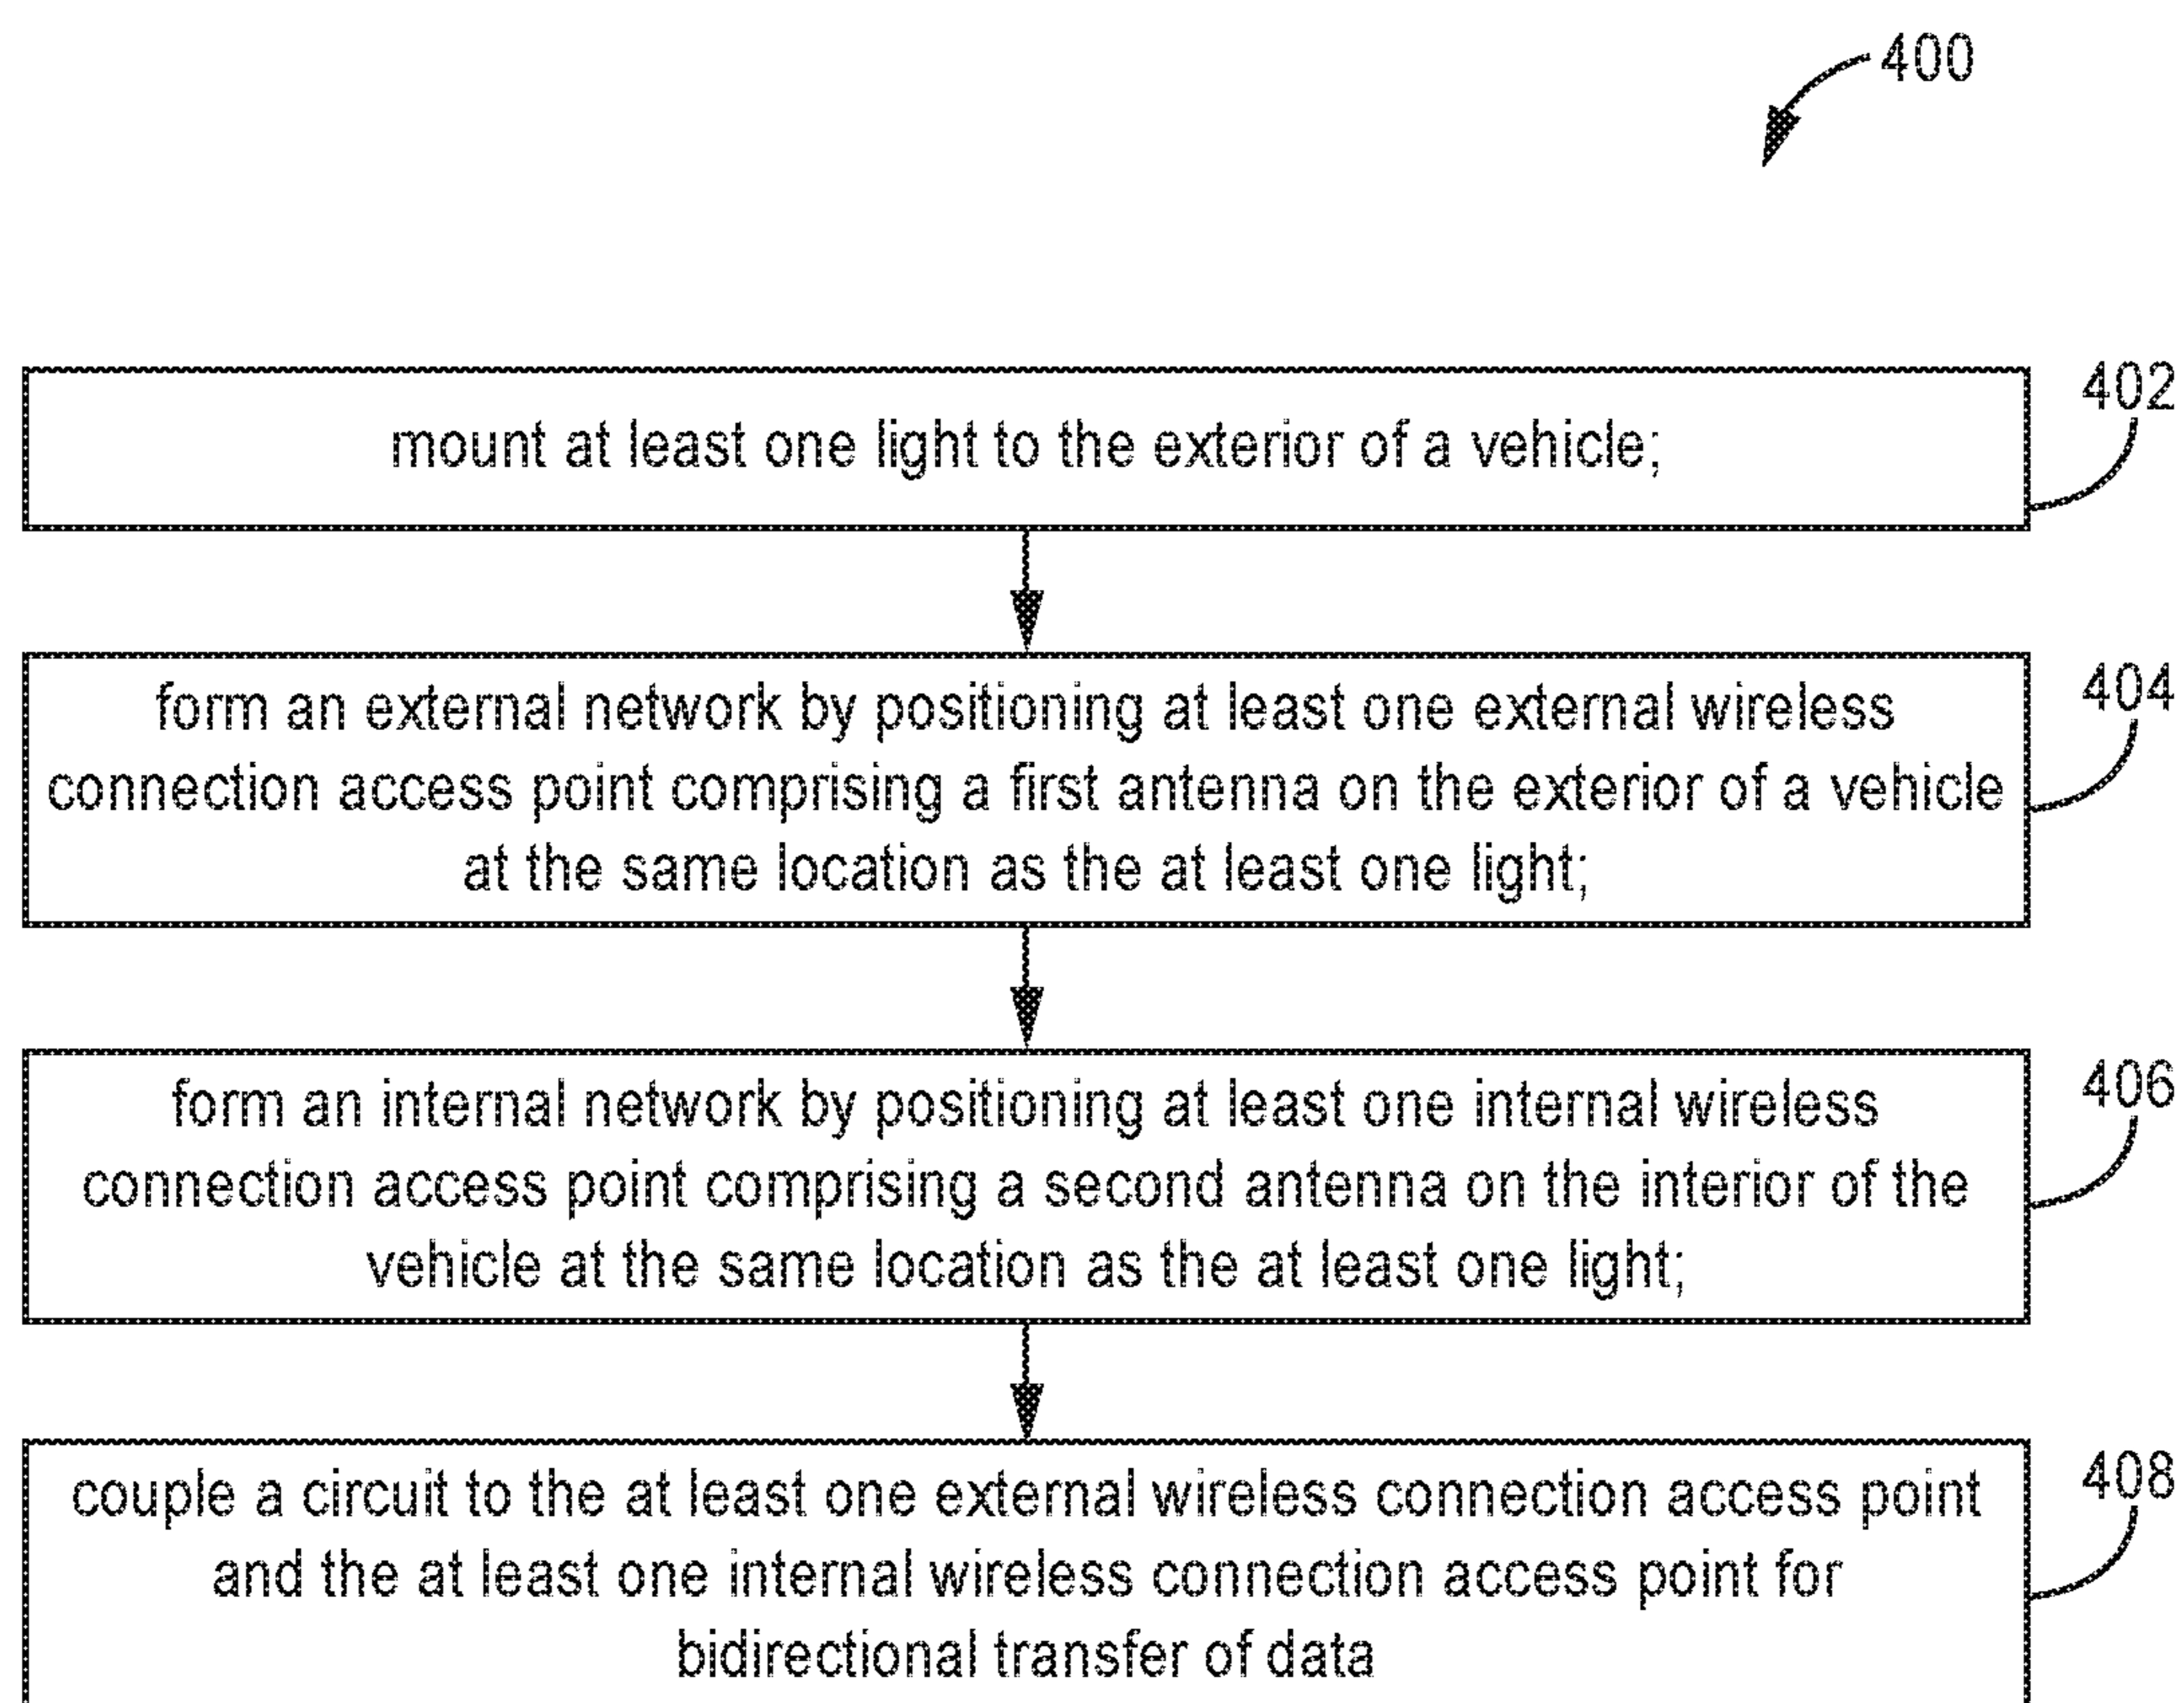 400
402
mount at least one light to the exterior of a vehicle;
404
form an external network by positioning at least one external wireless
connection access point comprising a first antenna on the exterior of a vehicle
at the same location as the at least one light;
406
form an internal network by positioning at least one internal wireless
connection access point comprising a second antenna on the interior of the
vehicle at the same location as the at least one light;
408
couple a circuit to the at least one external wireless connection access point
and the at least one internal wireless connection access point for
bidirectional transfer of data